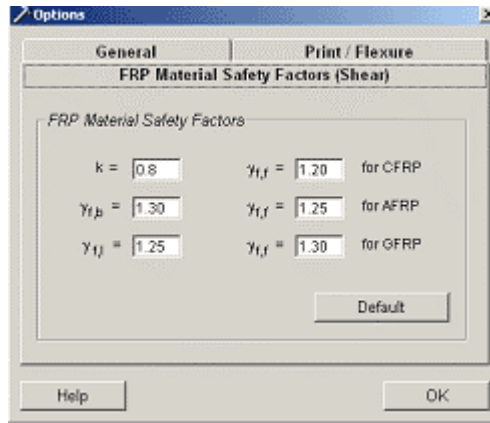 Options
General
Print / Flexure
FRP Material Safety Factors (Shear)
FRP Material Safety Factors
k = 0.8
γf,f = 1.20 for CFRP
γf,b = 1.30
γf,f = 1.25 for AFRP
γf,l = 1.25
γf,f = 1.30 for GFRP
Default
Help
OK